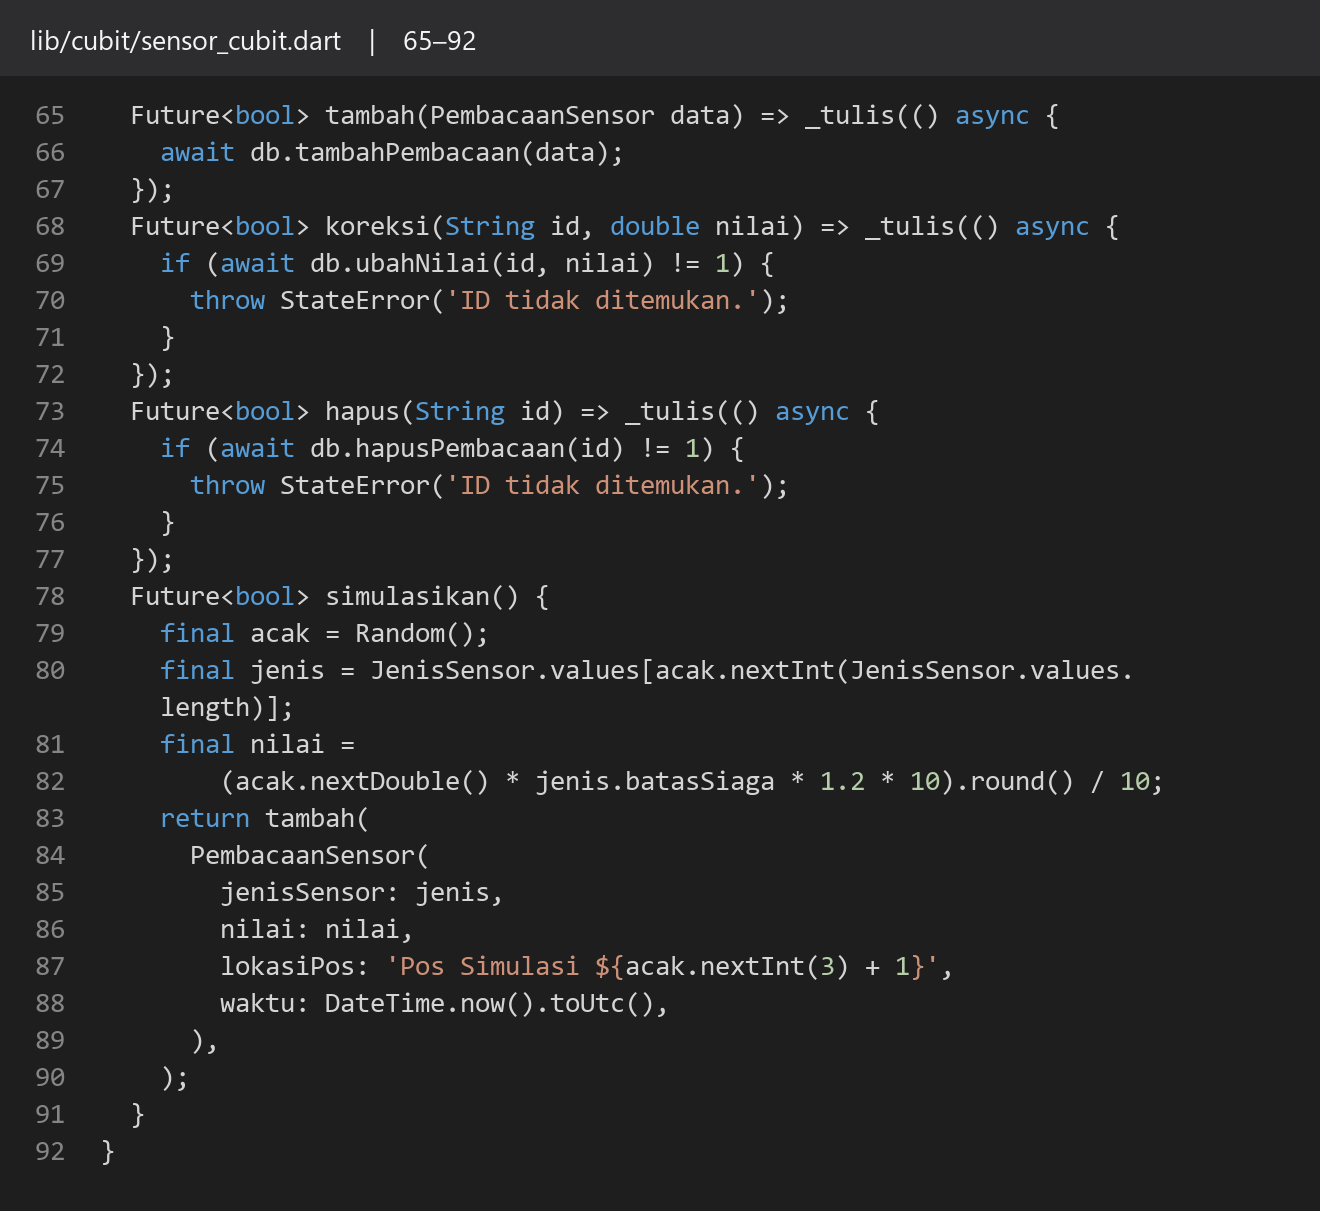 lib/cubit/sensor_cubit.dart | 65–92
65 Future<bool> tambah(PembacaanSensor data) => _tulis(() async {
66 await db.tambahPembacaan(data);
67 });
68 Future<bool> koreksi(String id, double nilai) => _tulis(() async {
69 if (await db.ubahNilai(id, nilai) != 1) {
70 throw StateError('ID tidak ditemukan.');
71 }
72 });
73 Future<bool> hapus(String id) => _tulis(() async {
74 if (await db.hapusPembacaan(id) != 1) {
75 throw StateError('ID tidak ditemukan.');
76 }
77 });
78 Future<bool> simulasikan() {
79 final acak = Random();
80 final jenis = JenisSensor.values[acak.nextInt(JenisSensor.values.
length)];
81 final nilai =
82 (acak.nextDouble() * jenis.batasSiaga * 1.2 * 10).round() / 10;
83 return tambah(
84 PembacaanSensor(
85 jenisSensor: jenis,
86 nilai: nilai,
87 lokasiPos: 'Pos Simulasi ${acak.nextInt(3) + 1}',
88 waktu: DateTime.now().toUtc(),
89 ),
90 );
91 }
92 }